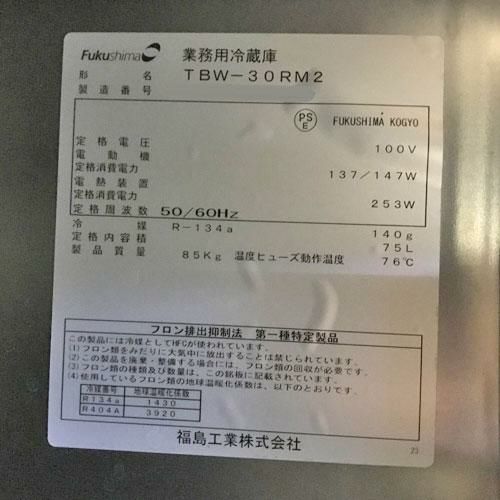 Fukushima 業務用冷蔵庫
形名 TBW-30RM2
製造番号
PS E FUKUSHIMA KOGYO
定格電圧 100V
電動機
定格消費電力 137/147W
電熱装置
定格消費電力 253W
定格周波数 50/60Hz
冷媒 R-134a 140g
定格内容積 75L
製品質量 85Kg 温度ヒューズ動作温度 76℃
フロン排出抑制法 第一種特定製品
この製品には冷媒としてHFCが使われています。
(1)フロン類をみだりに大気中に放出することは禁じられています。
(2)この製品を廃棄・整備する場合には、フロン類の回収が必要です。
(3)フロン類の種類及び数量は、この銘板に記載されています。
(4)使用しているフロン類の地球温暖化係数は、以下のとおりです。
冷媒番号 地球温暖化係数
R134a 1430
R404A 3920
福島工業株式会社
23